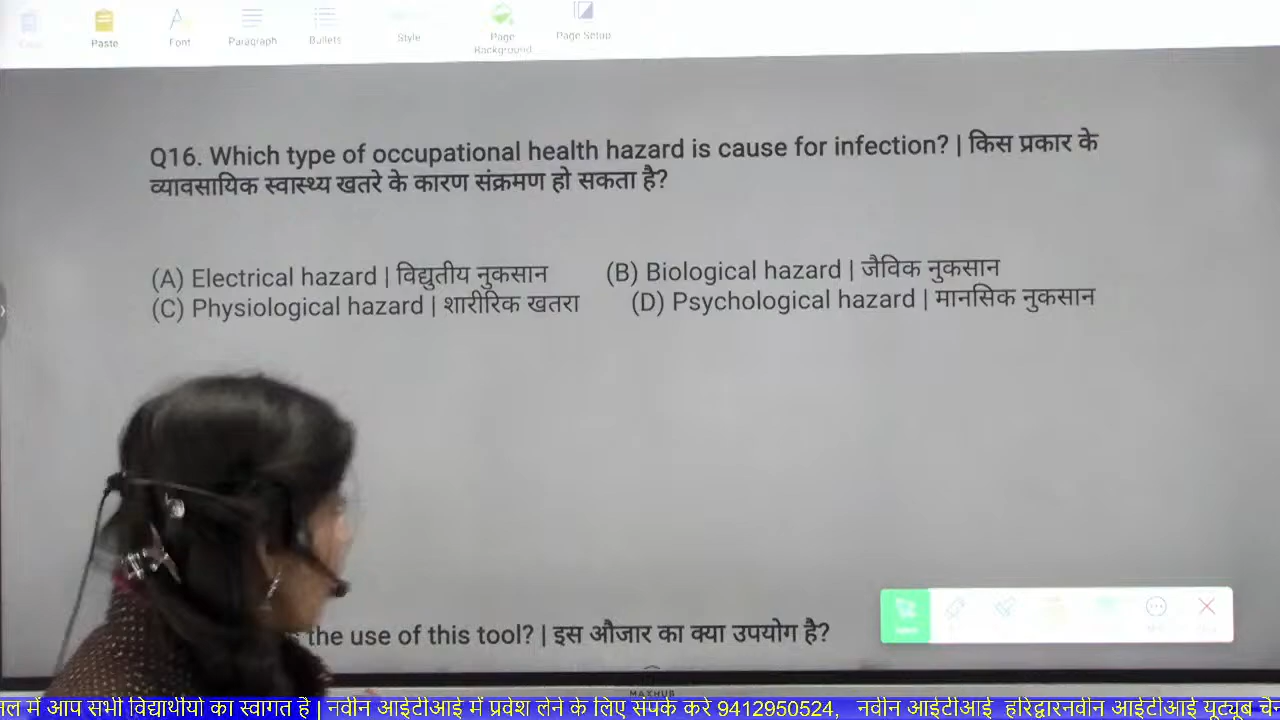 Paste
Font
Paragraph
Bullets
Style
Page Background
Page Setup
Q16. Which type of occupational health hazard is cause for infection? | किस प्रकार के
व्यावसायिक स्वास्थ्य खतरे के कारण संक्रमण हो सकता है?
(A) Electrical hazard | विद्युतीय नुकसान (B) Biological hazard | जैविक नुकसान
(C) Physiological hazard | शारीरिक खतरा (D) Psychological hazard | मानसिक नुकसान
the use of this tool? | इस औजार का क्या उपयोग है?
MAXHUB
में आप सभी विद्यार्थीयों का स्वागत है | नवीन आईटीआई में प्रवेश लेने के लिए संपर्क करें 9412950524, नवीन आईटीआई हरिद्वारनवीन आईटीआई यूट्यूब